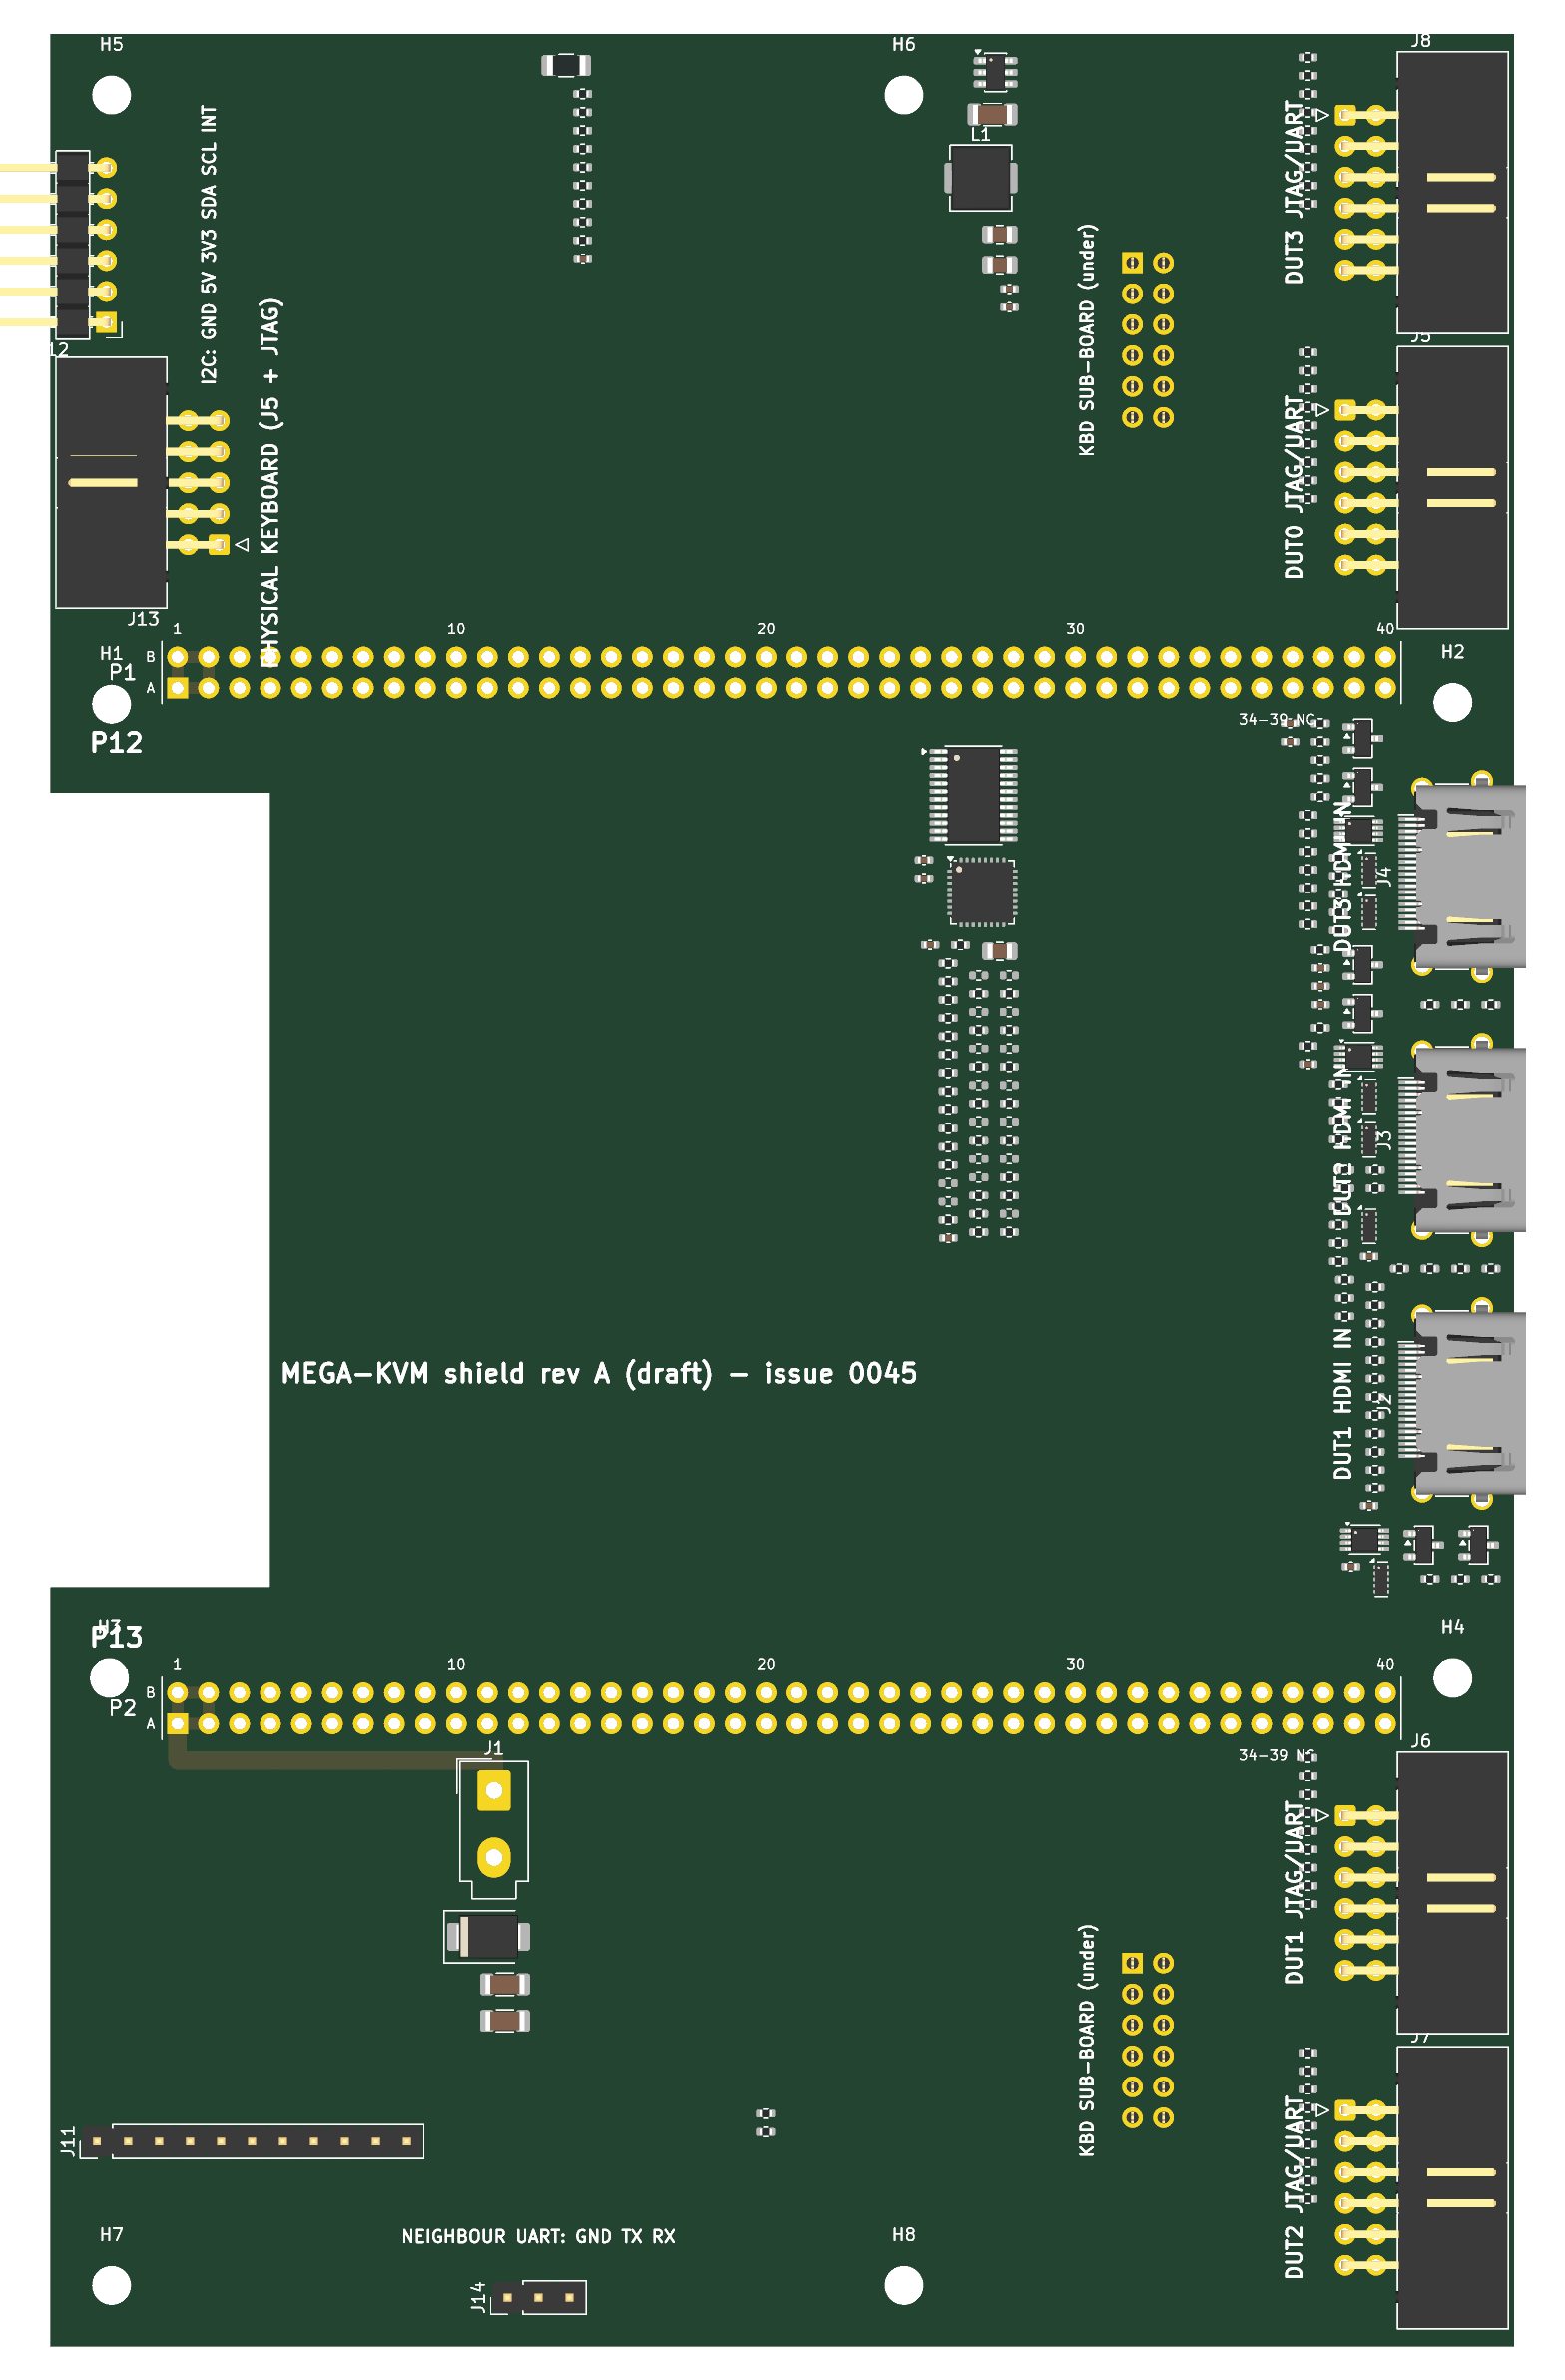 H5
H6
J8
I2C: GND 5V 3V3 SDA SCL INT
L1
DUT3 JTAG/UART
KBD SUB-BOARD (under)
12
J5
PHYSICAL KEYBOARD (J5 + JTAG)
DUT0 JTAG/UART
J13
1
10
20
30
40
H1
B
H2
P1
A
34-39 NC
P12
DUT3 HDMI IN
J4
DUT2 HDMI IN
J3
MEGA-KVM shield rev A (draft) - issue 0045
DUT1 HDMI IN
J2
H3
H4
P13
1
10
20
30
40
B
P2
A
J1
34-39 NC
J6
DUT1 JTAG/UART
KBD SUB-BOARD (under)
J7
J11
DUT2 JTAG/UART
H7
NEIGHBOUR UART: GND TX RX
H8
J14